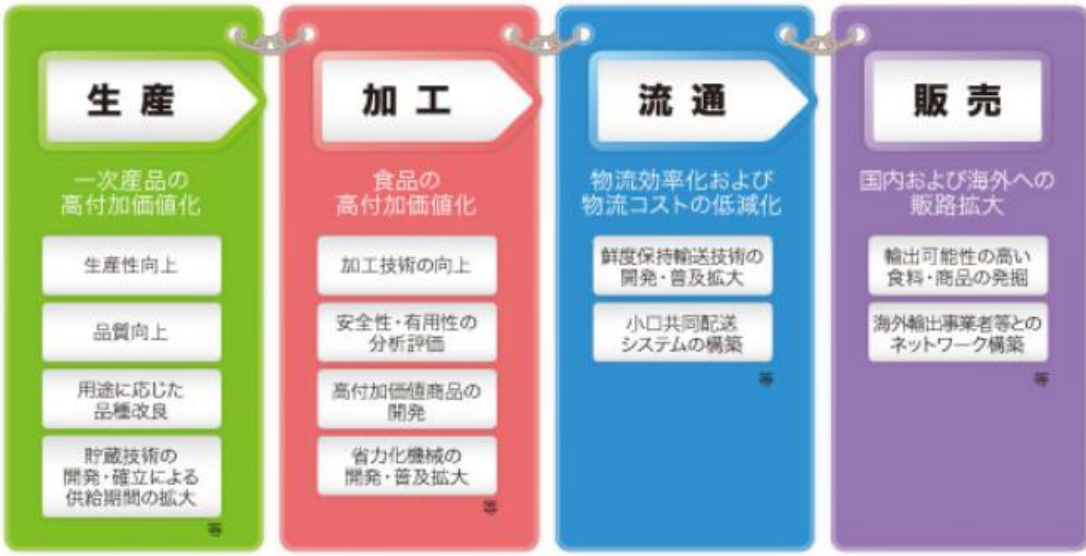 生産
一次産品の
高付加価値化
生産性向上
品質向上
用途に応じた
品種改良
貯蔵技術の
開発・確立による
供給期間の拡大
等
加工
食品の
高付加価値化
加工技術の向上
安全性・有用性の
分析評価
高付加価値商品の
開発
省力化機械の
開発・普及拡大
等
流通
物流効率化および
物流コストの低減化
鮮度保持輸送技術の
開発・普及拡大
小口共同配送
システムの構築
等
販売
国内および海外への
販路拡大
輸出可能性の高い
食料・商品の発掘
海外輸出事業者等との
ネットワーク構築
等